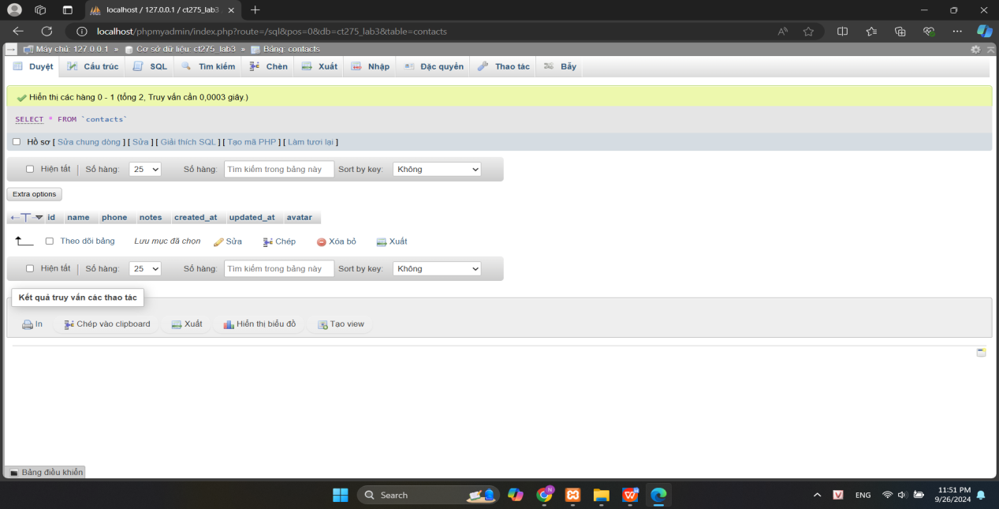 localhost / 127.0.0.1 / ct275_lab3
localhost/phpmyadmin/index.php?route=/sql&pos=0&db=ct275_lab3&table=contacts
Máy chủ: 127.0.0.1 » Cơ sở dữ liệu: ct275_lab3 » Bảng: contacts
Duyệt Cấu trúc SQL Tìm kiếm Chèn Xuất Nhập Đặc quyền Thao tác Bẫy
Hiển thị các hàng 0 - 1 (tổng 2, Truy vấn cần 0,0003 giây.)
SELECT * FROM `contacts`
Hồ sơ [ Sửa chung dòng ] [ Sửa ] [ Giải thích SQL ] [ Tạo mã PHP ] [ Làm tươi lại ]
Hiện tất | Số hàng: 25 Số hàng: Tìm kiếm trong bảng này Sort by key: Không
Extra options
id name phone notes created_at updated_at avatar
Theo dõi bảng Lưu mục đã chọn Sửa Chép Xóa bỏ Xuất
Hiện tất | Số hàng: 25 Số hàng: Tìm kiếm trong bảng này Sort by key: Không
Kết quả truy vấn các thao tác
In Chép vào clipboard Xuất Hiển thị biểu đồ Tạo view
Bảng điều khiển
Search
ENG
11:51 PM
9/26/2024